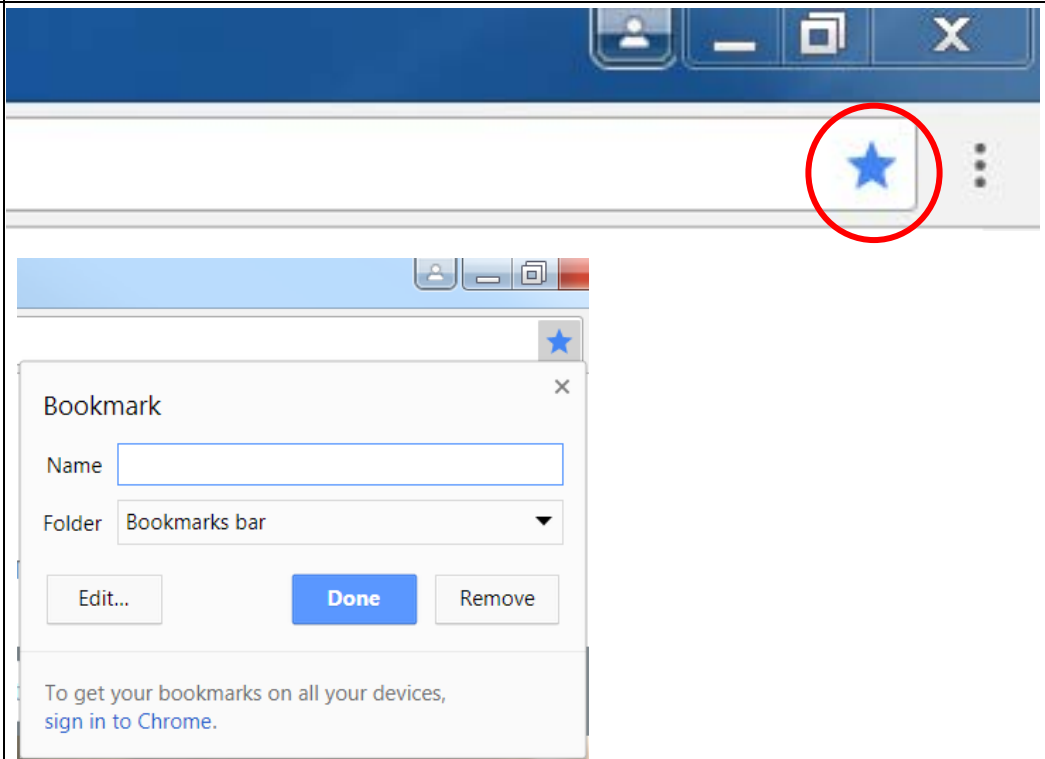 Bookmark
Name
Folder Bookmarks bar
Edit... Done Remove
To get your bookmarks on all your devices,
sign in to Chrome.